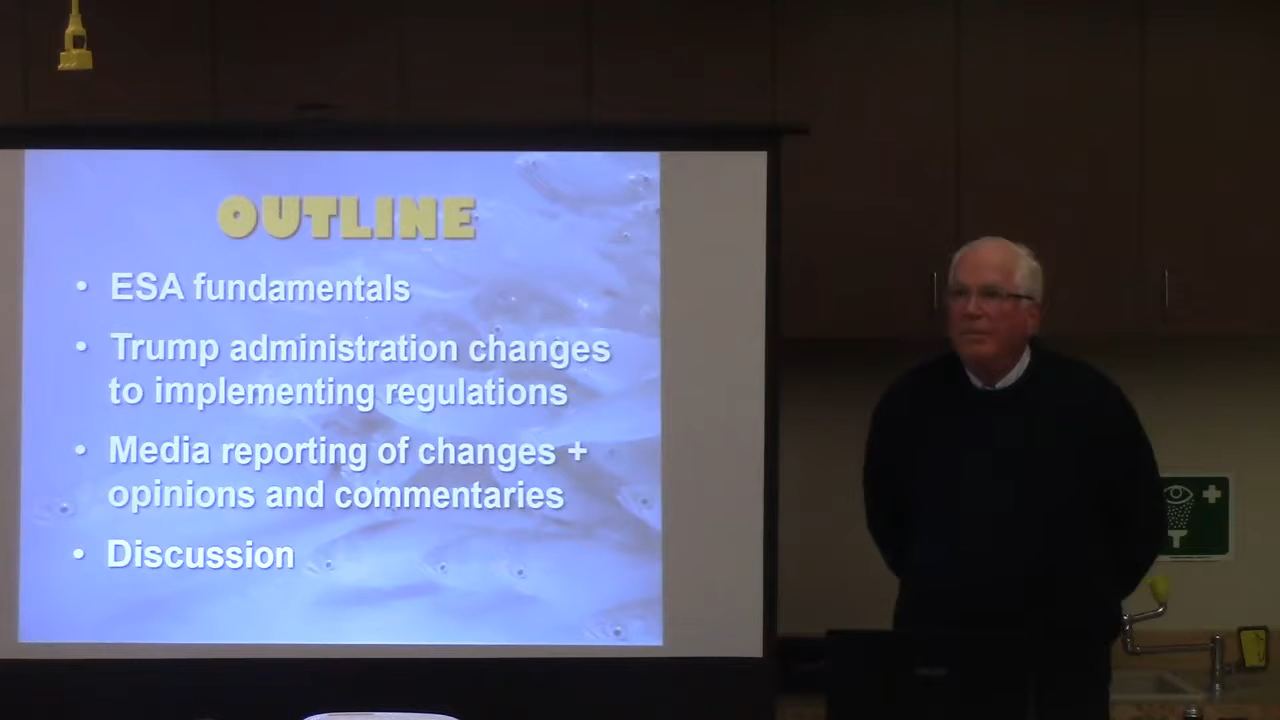 OUTLINE
• ESA fundamentals
• Trump administration changes
to implementing regulations
• Media reporting of changes +
opinions and commentaries
• Discussion